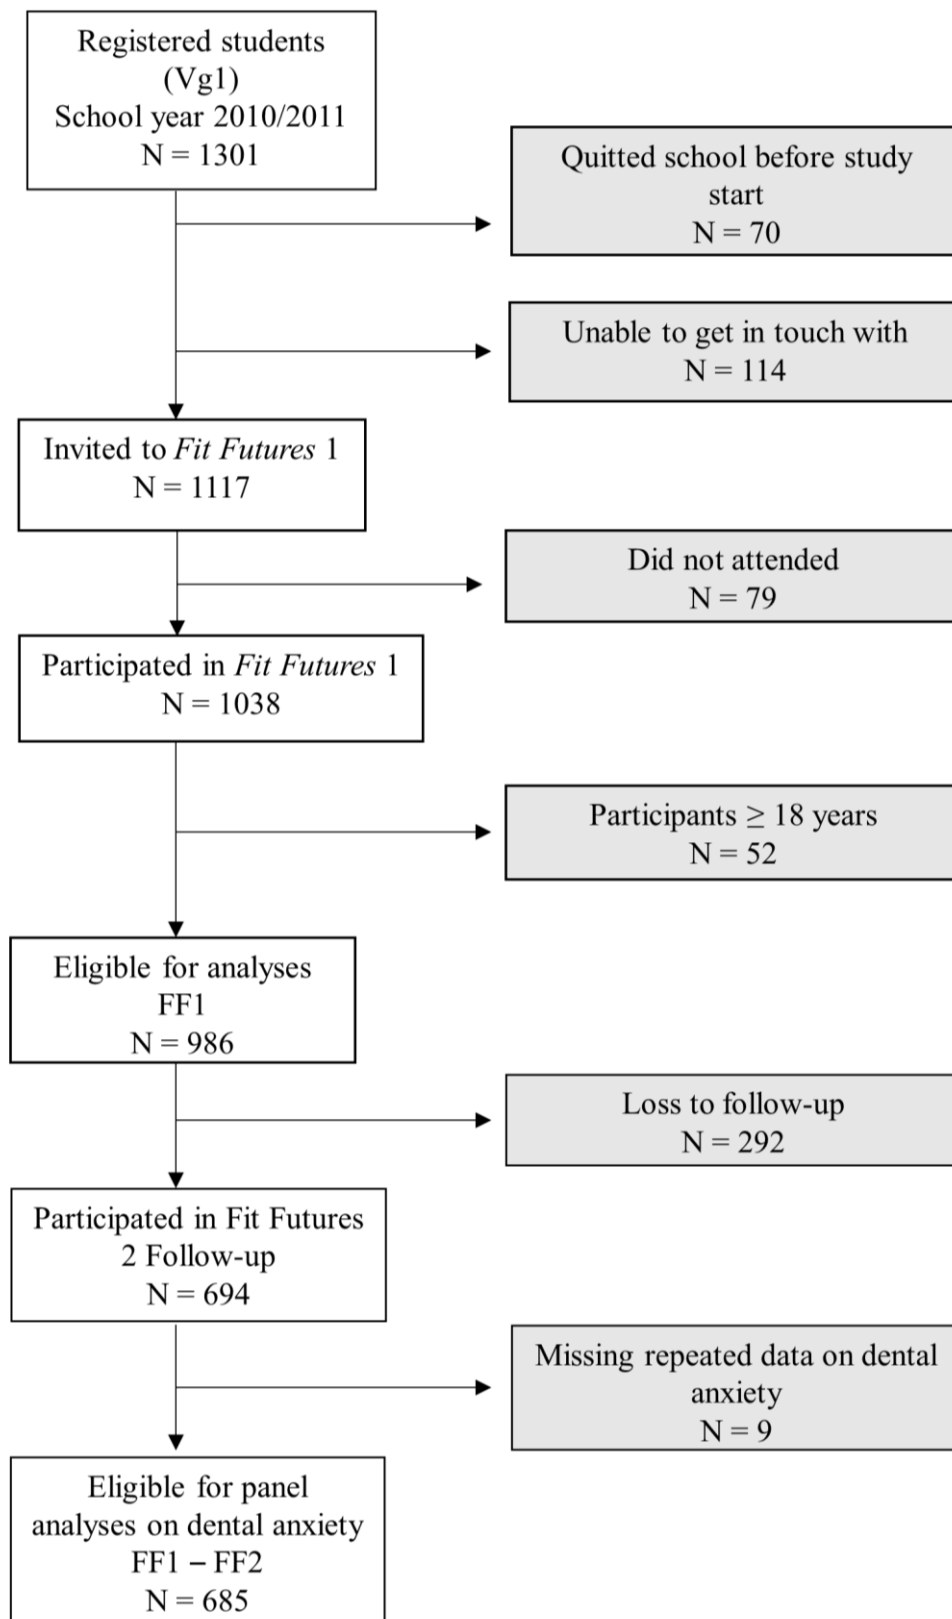 Registered students
(Vg1)
School year 2010/2011
N = 1301
Quitted school before study
start
N = 70
Unable to get in touch with
N = 114
Invited to Fit Futures 1
N = 1117
Did not attended
N = 79
Participated in Fit Futures 1
N = 1038
Participants ≥ 18 years
N = 52
Eligible for analyses
FF1
N = 986
Loss to follow-up
N = 292
Participated in Fit Futures
2 Follow-up
N = 694
Missing repeated data on dental
anxiety
N = 9
Eligible for panel
analyses on dental anxiety
FF1 – FF2
N = 685